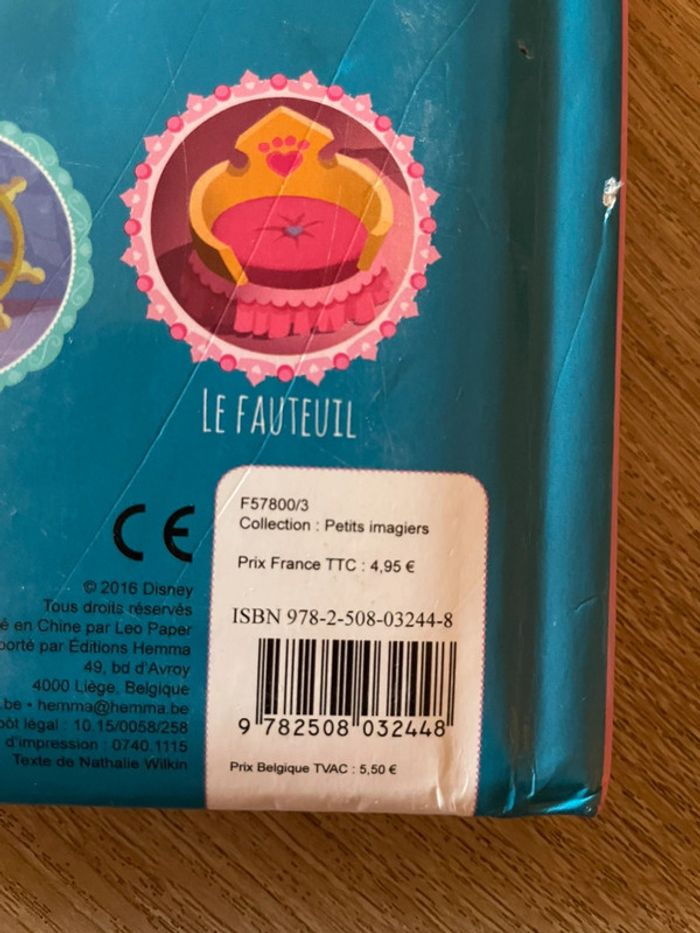 LE FAUTEUIL
F57800/3
Collection : Petits imagiers
Prix France TTC : 4,95 €
ISBN 978-2-508-03244-8
9 782508 032448
Prix Belgique TVAC : 5,50 €
CE
© 2016 Disney
Tous droits réservés
en Chine par Leo Paper
par Éditions Hemma
49, bd d'Avroy
4000 Liège, Belgique
.be • hemma@hemma.be
légal : 10.15/0058/258
d'impression : 0740.1115
Texte de Nathalie Wilkin